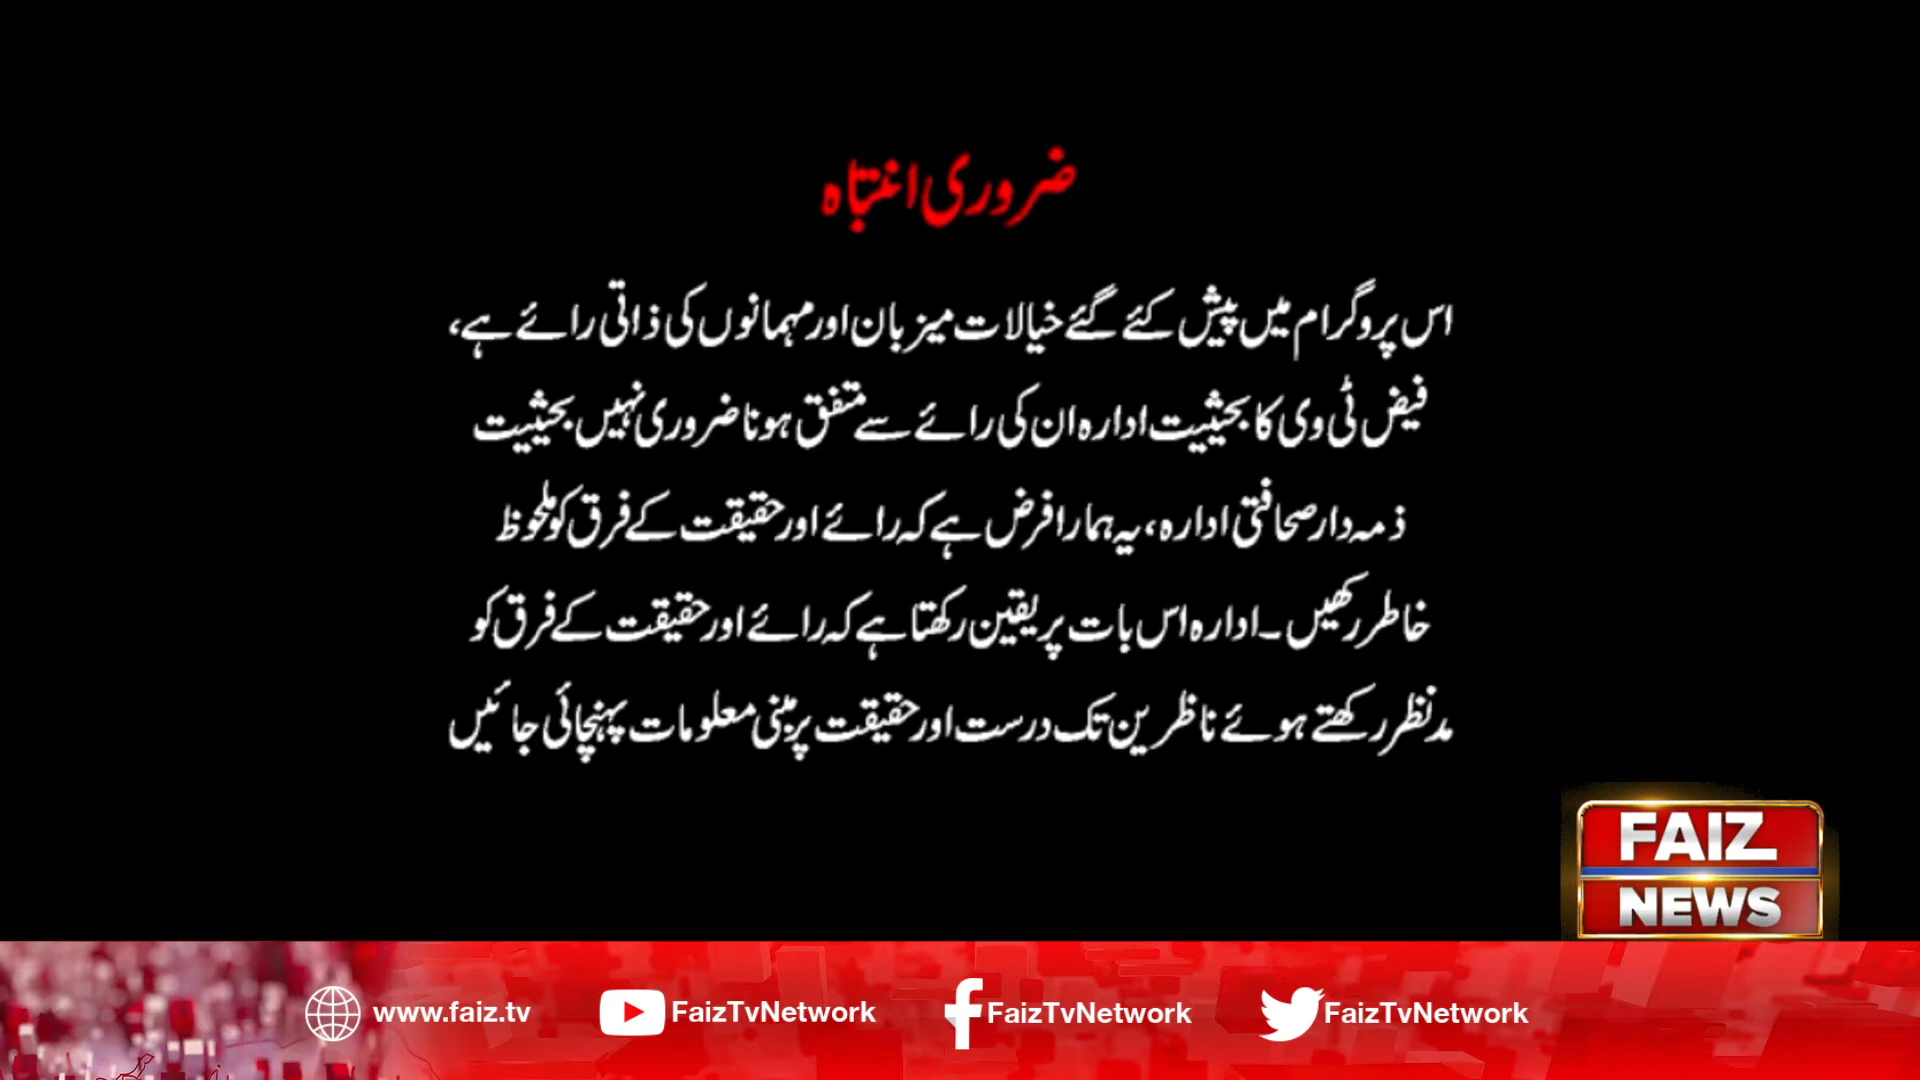 ضروری انتباہ
اس پروگرام میں پیش کئے گئے خیالات میزبان اور مہمانوں کی ذاتی رائے ہے،
فیض ٹی وی کا بحثییت ادارہ ان کی رائے سے متفق ہونا ضروری نہیں بحثییت
ذمہ دار صحافتی ادارہ، یہ ہمارا فرض ہے کہ رائے اور حقیقت کے فرق کو ملحوظ
خاطر رکھیں ۔ ادارہ اس بات پر یقین رکھتا ہے کہ رائے اور حقیقت کے فرق کو
مدنظر رکھتے ہوئے ناظرین تک درست اور حقیقت پر مبنی معلومات پہنچائی جائیں
FAIZ
NEWS
www.faiz.tv FaizTvNetwork FaizTvNetwork FaizTvNetwork